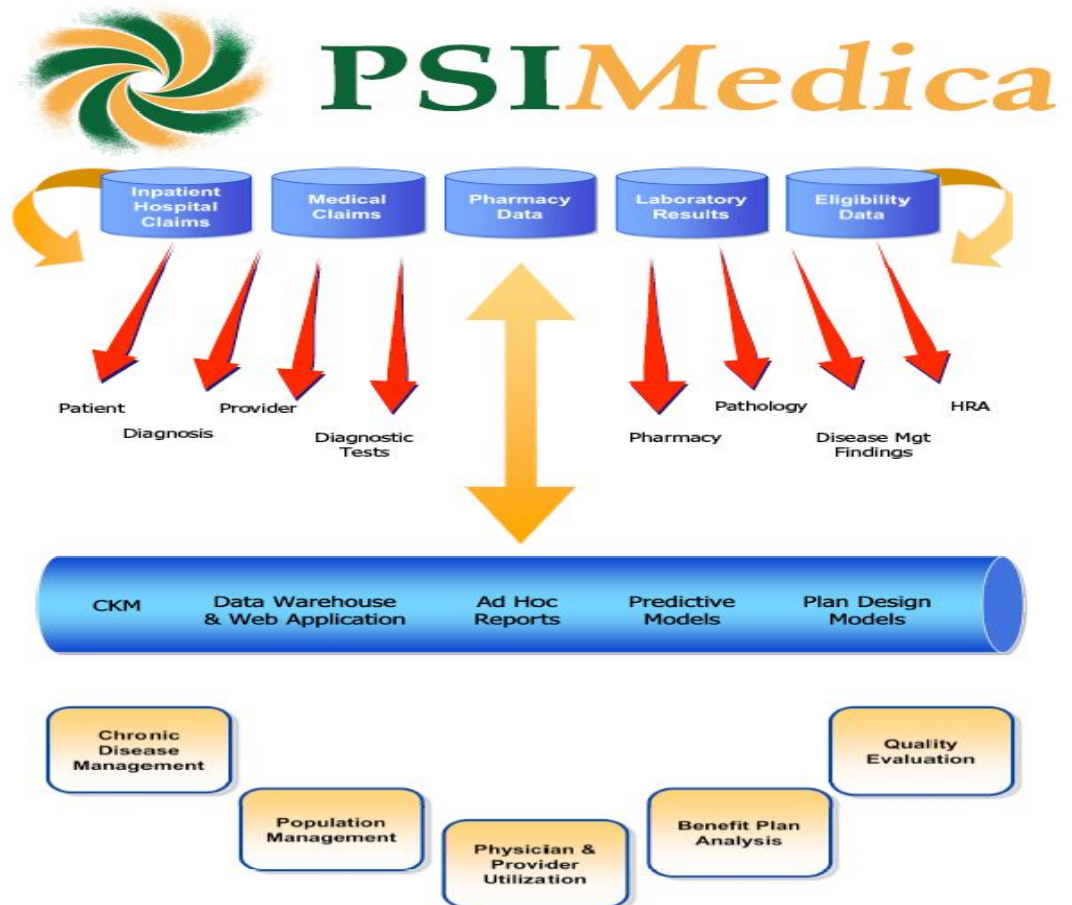 PSIMedica
Inpatient
Hospital
Claims
Medical
Claims
Pharmacy
Data
Laboratory
Results
Eligibility
Data
Patient
Diagnosis
Provider
Diagnostic
Tests
Pharmacy
Pathology
Disease Mgt
Findings
HRA
CKM
Data Warehouse
& Web Application
Ad Hoc
Reports
Predictive
Models
Plan Design
Models
Chronic
Disease
Management
Population
Management
Physician &
Provider
Utilization
Benefit Plan
Analysis
Quality
Evaluation